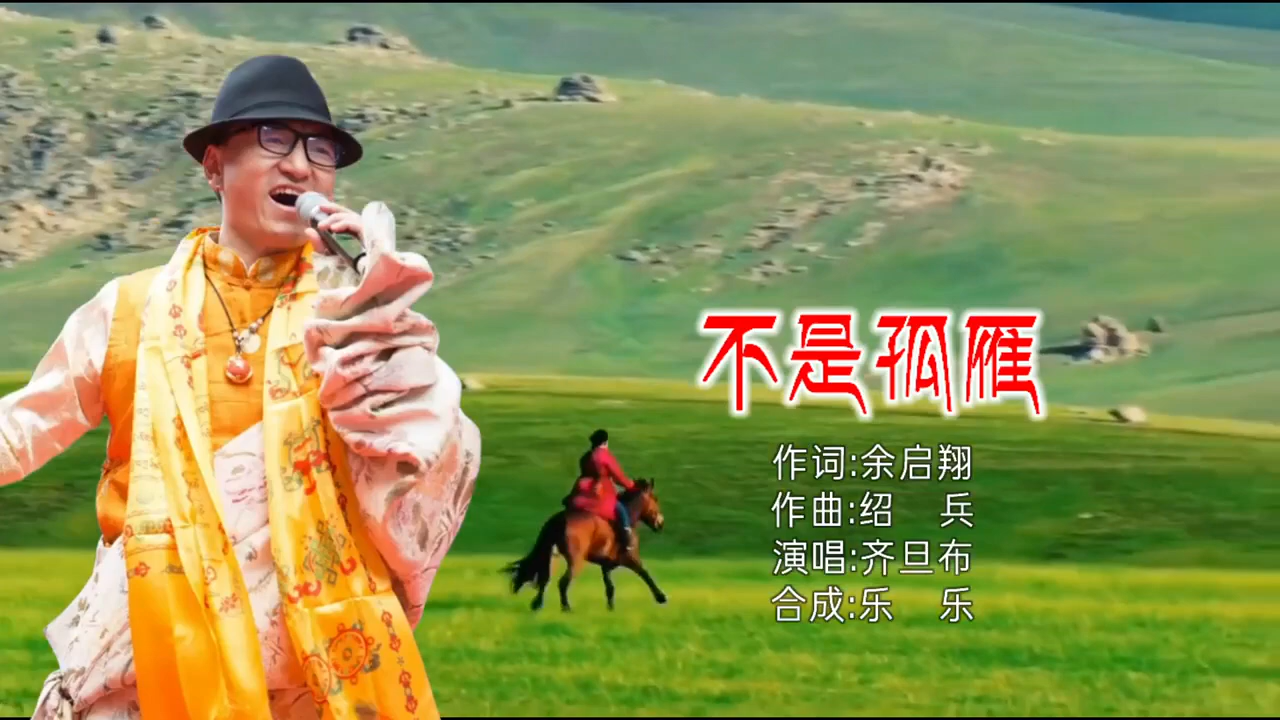 不是孤雁
作词:余启翔
作曲:绍 兵
演唱:齐旦布
合成:乐 乐